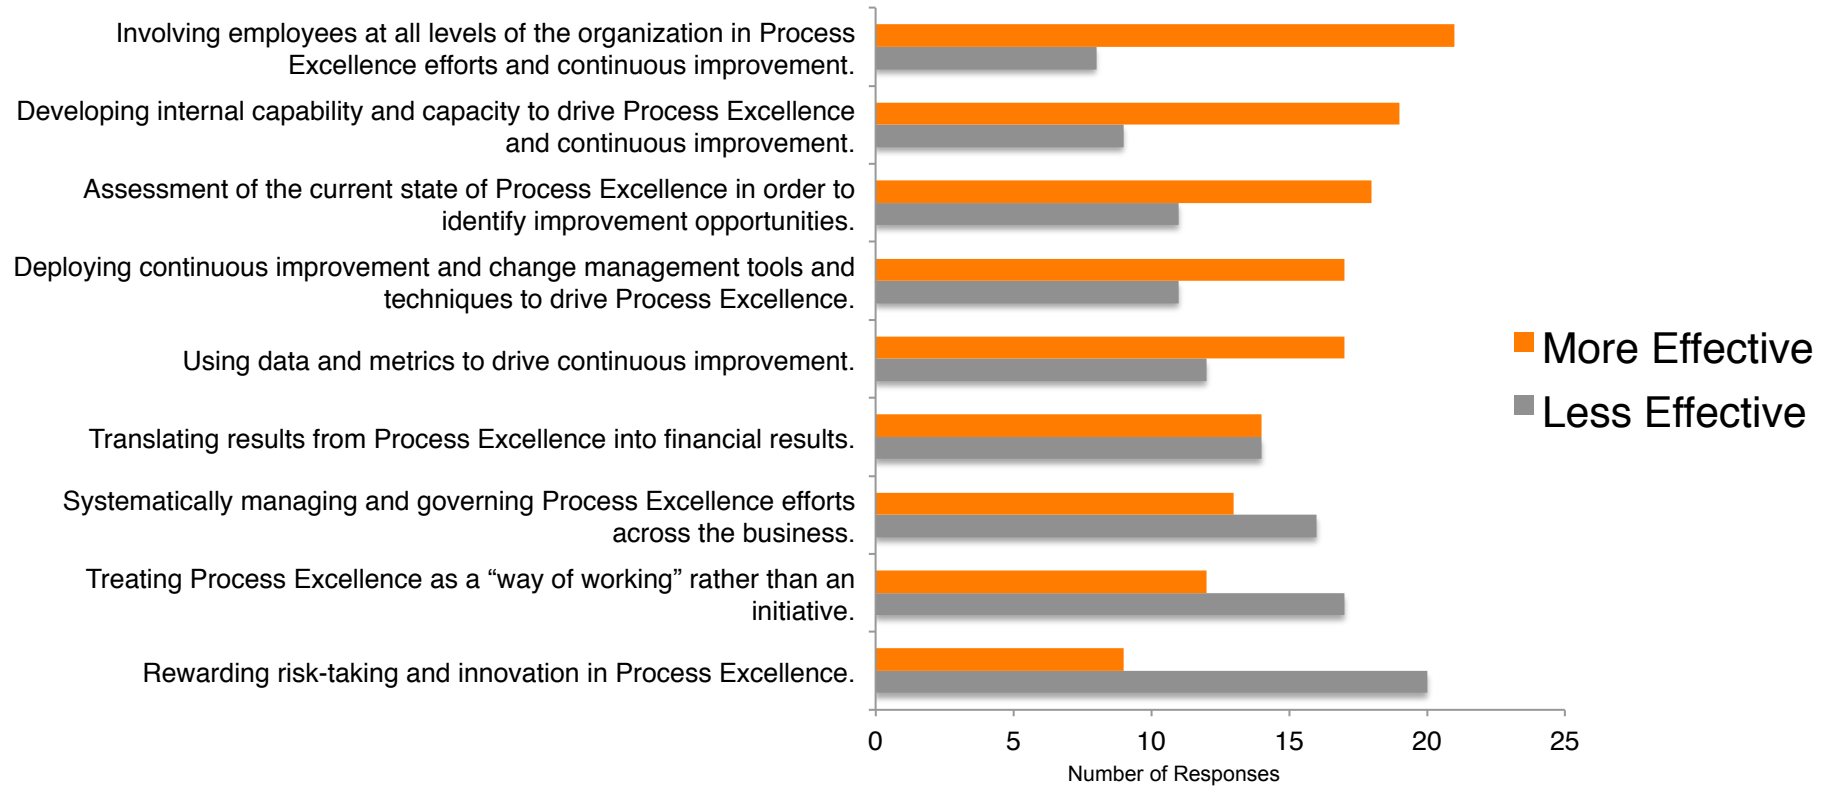 Involving employees at all levels of the organization in Process
Excellence efforts and continuous improvement.
Developing internal capability and capacity to drive Process Excellence
and continuous improvement.
Assessment of the current state of Process Excellence in order to
identify improvement opportunities.
Deploying continuous improvement and change management tools and
techniques to drive Process Excellence.
Using data and metrics to drive continuous improvement.
Translating results from Process Excellence into financial results.
Systematically managing and governing Process Excellence efforts
across the business.
Treating Process Excellence as a “way of working” rather than an
initiative.
Rewarding risk-taking and innovation in Process Excellence.
More Effective
Less Effective
0 5 10 15 20 25
Number of Responses